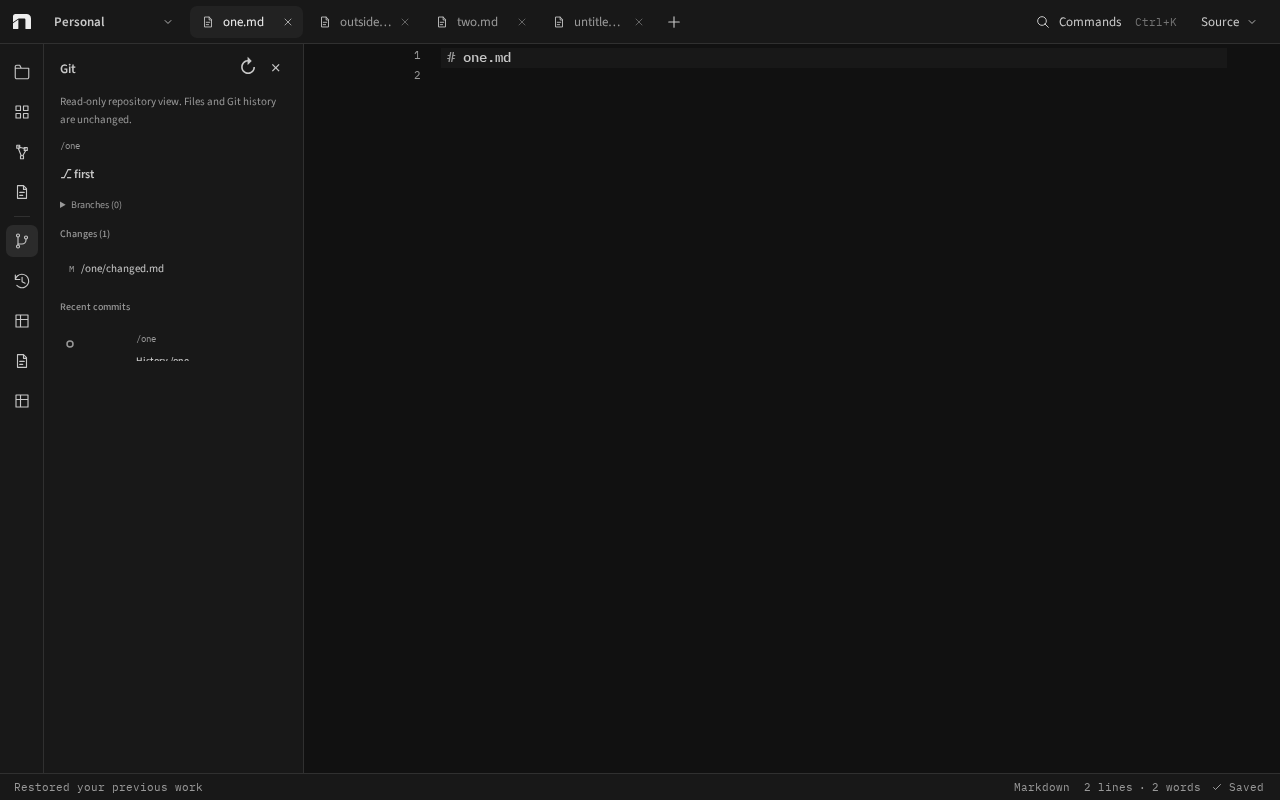 Personal
one.md
outside…
two.md
untitle…
Commands Ctrl+K
Source
Git
Read-only repository view. Files and Git history
are unchanged.
/one
first
Branches (0)
Changes (1)
M /one/changed.md
Recent commits
/one
History /one
1 # one.md
2
Restored your previous work
Markdown 2 lines · 2 words ✓ Saved